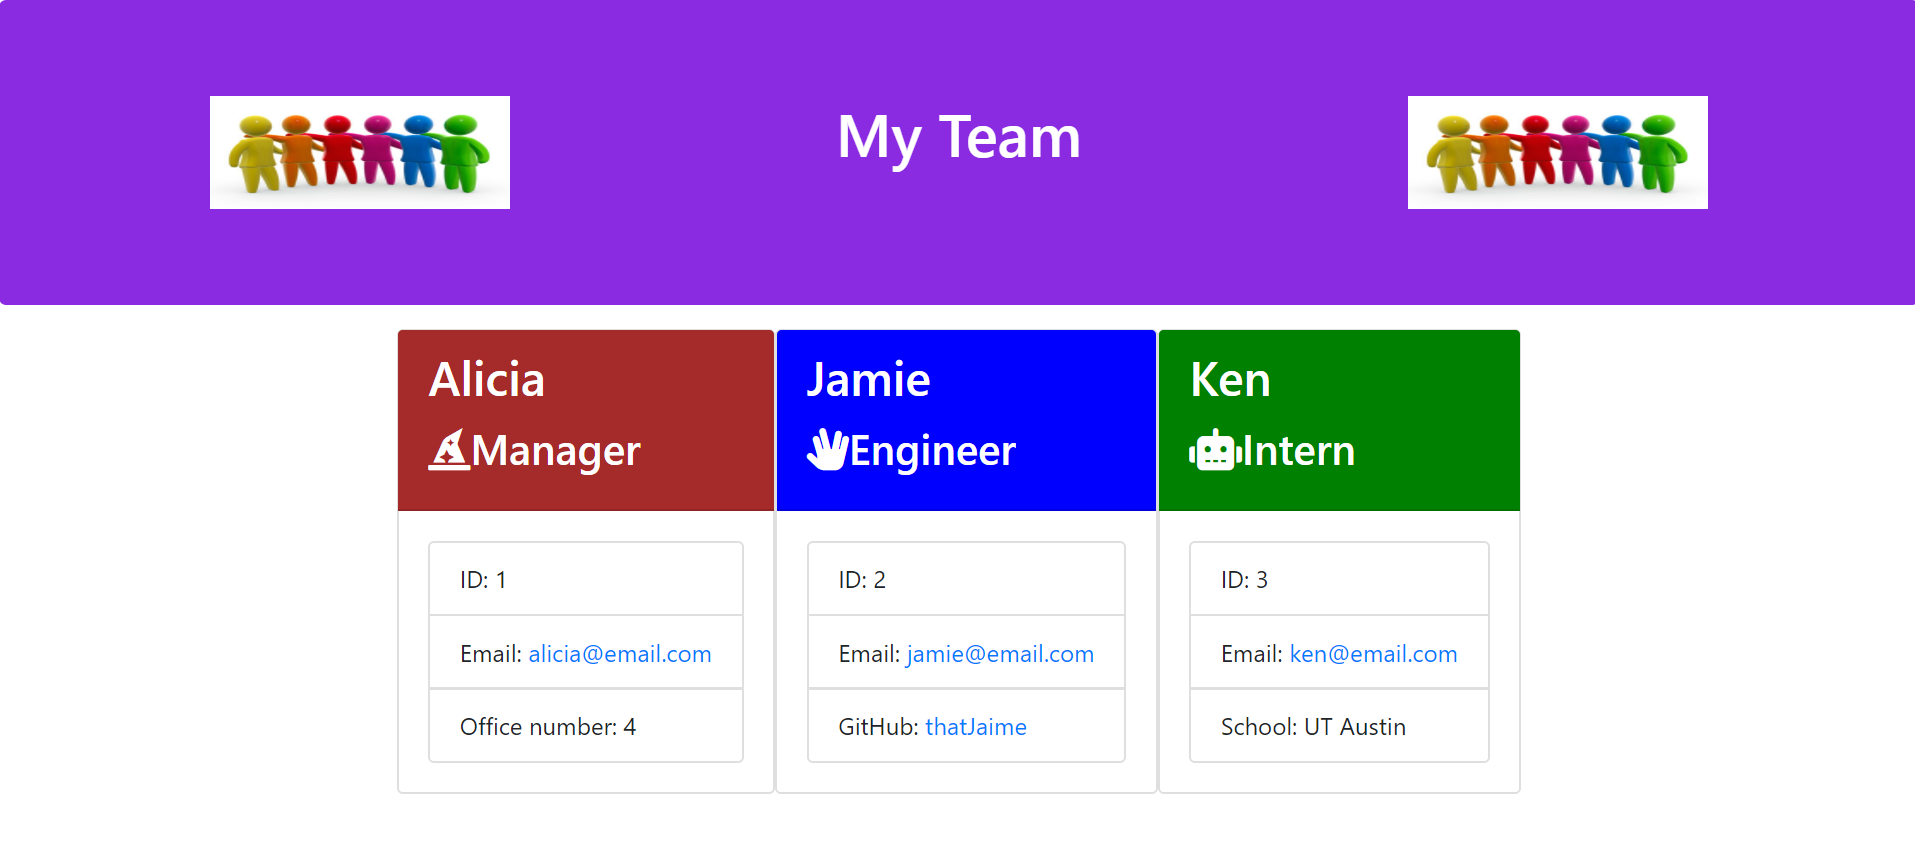 My Team
Alicia
Manager
ID: 1
Email: alicia@email.com
Office number: 4
Jamie
Engineer
ID: 2
Email: jamie@email.com
GitHub: thatJaime
Ken
Intern
ID: 3
Email: ken@email.com
School: UT Austin